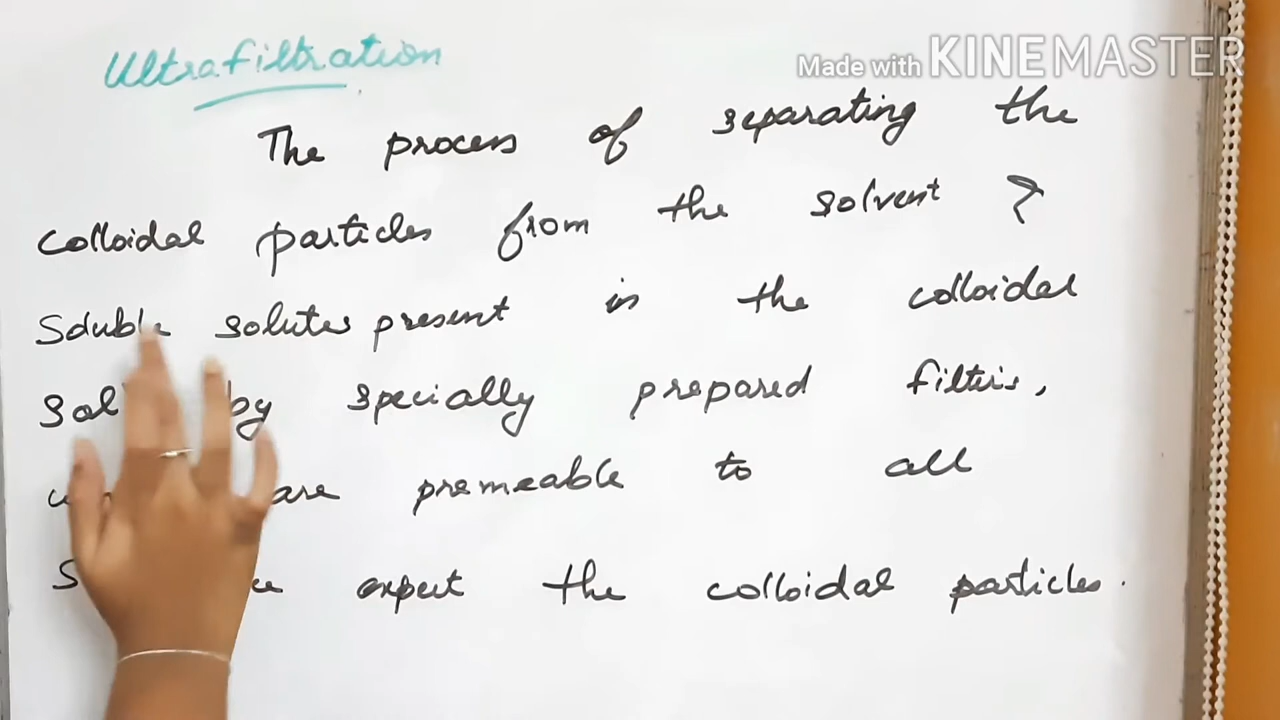 Ultrafiltration
Made with KINEMASTER
The process of separating the
colloidal particles from the solvent &
Soluble solutes present in the colloidal
by specially prepared filters,
are premeable to all
expect the colloidal particles.